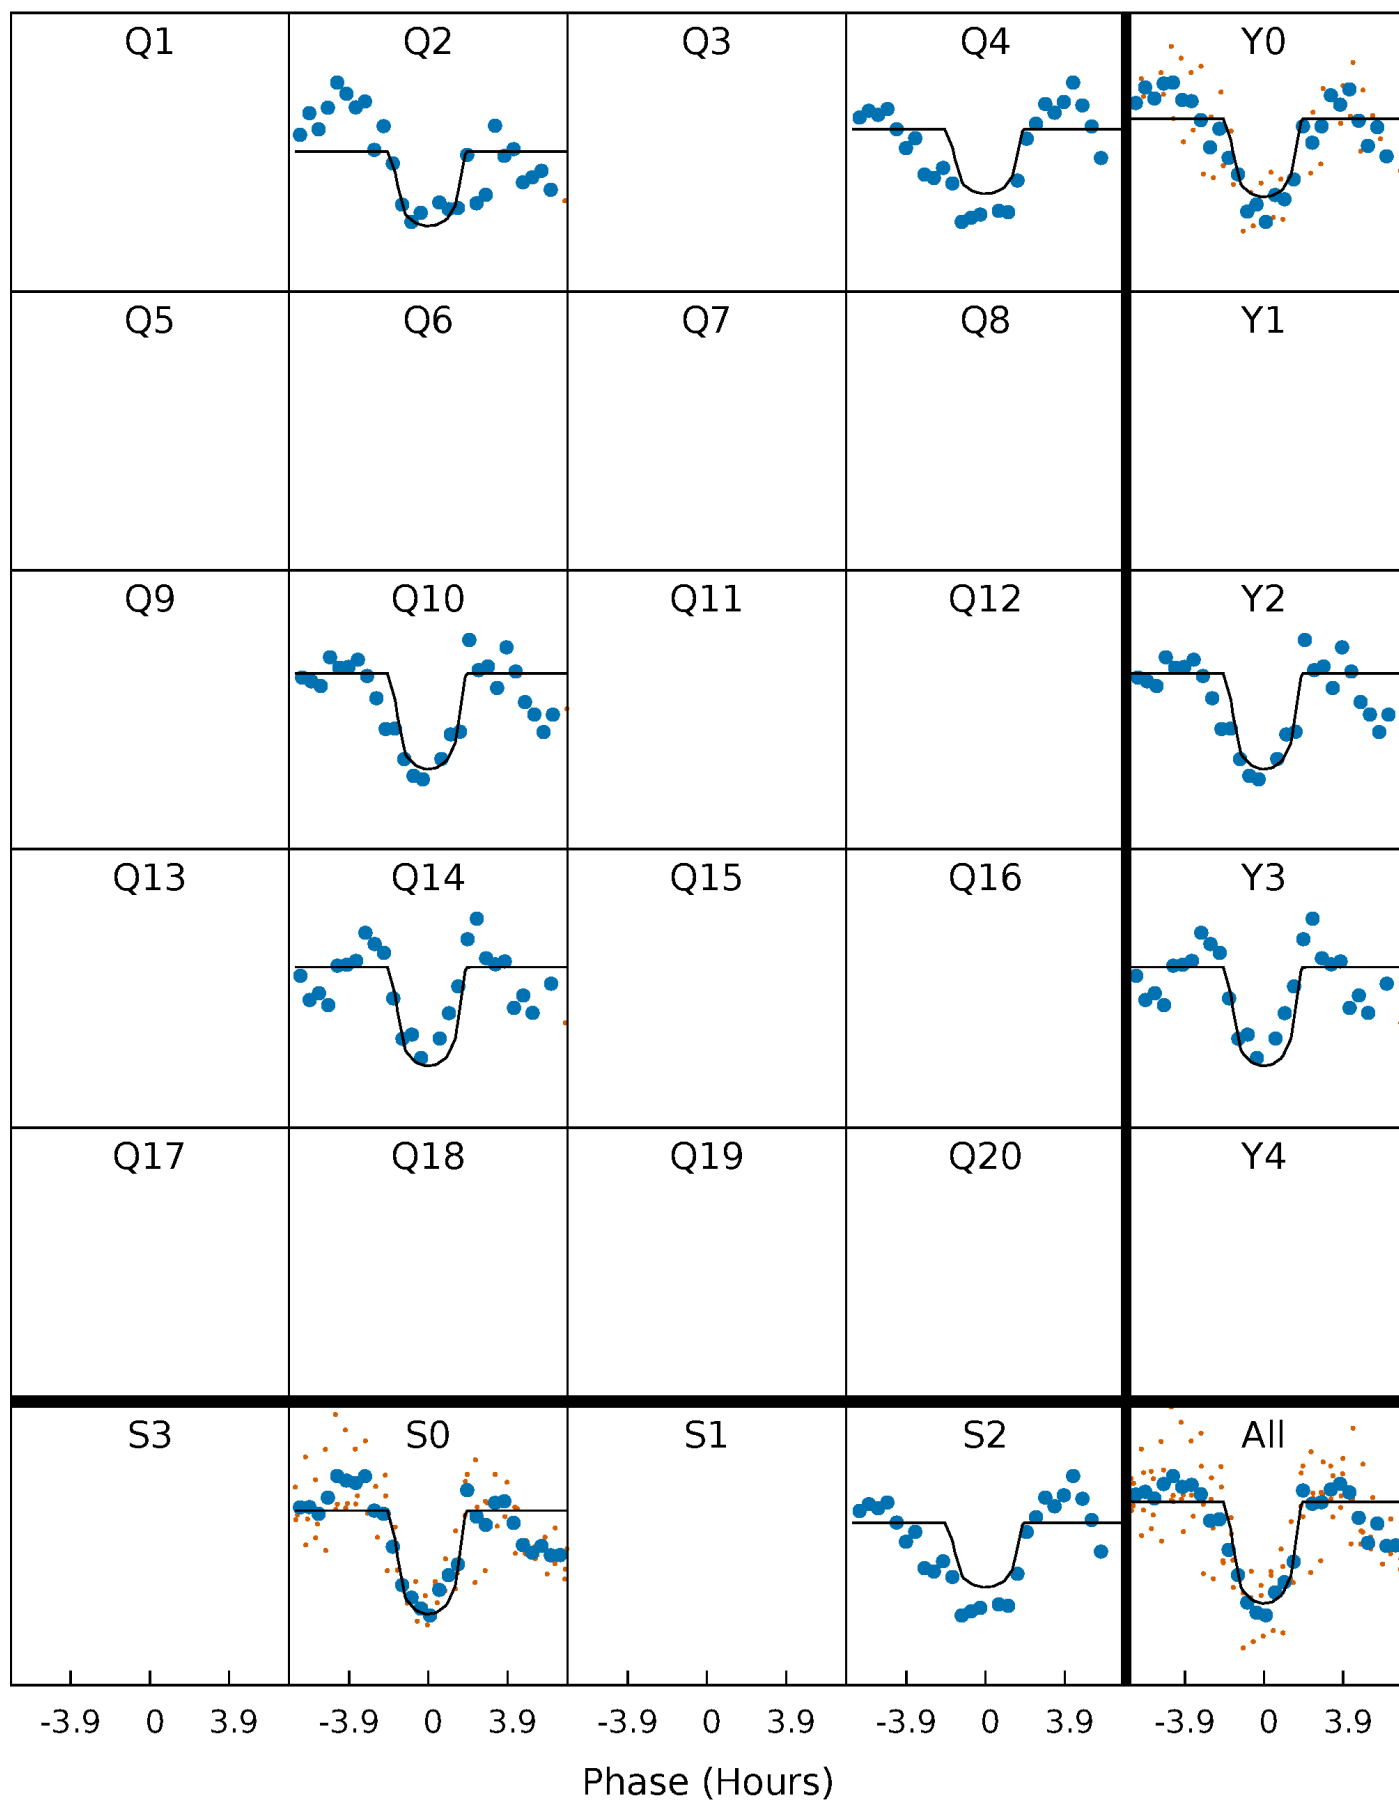 Q1 Q2 Q3 Q4 Y0
Q5 Q6 Q7 Q8 Y1
Q9 Q10 Q11 Q12 Y2
Q13 Q14 Q15 Q16 Y3
Q17 Q18 Q19 Q20 Y4
S3 S0 S1 S2 All
-3.9 0 3.9 -3.9 0 3.9 -3.9 0 3.9 -3.9 0 3.9 -3.9 0 3.9
Phase (Hours)